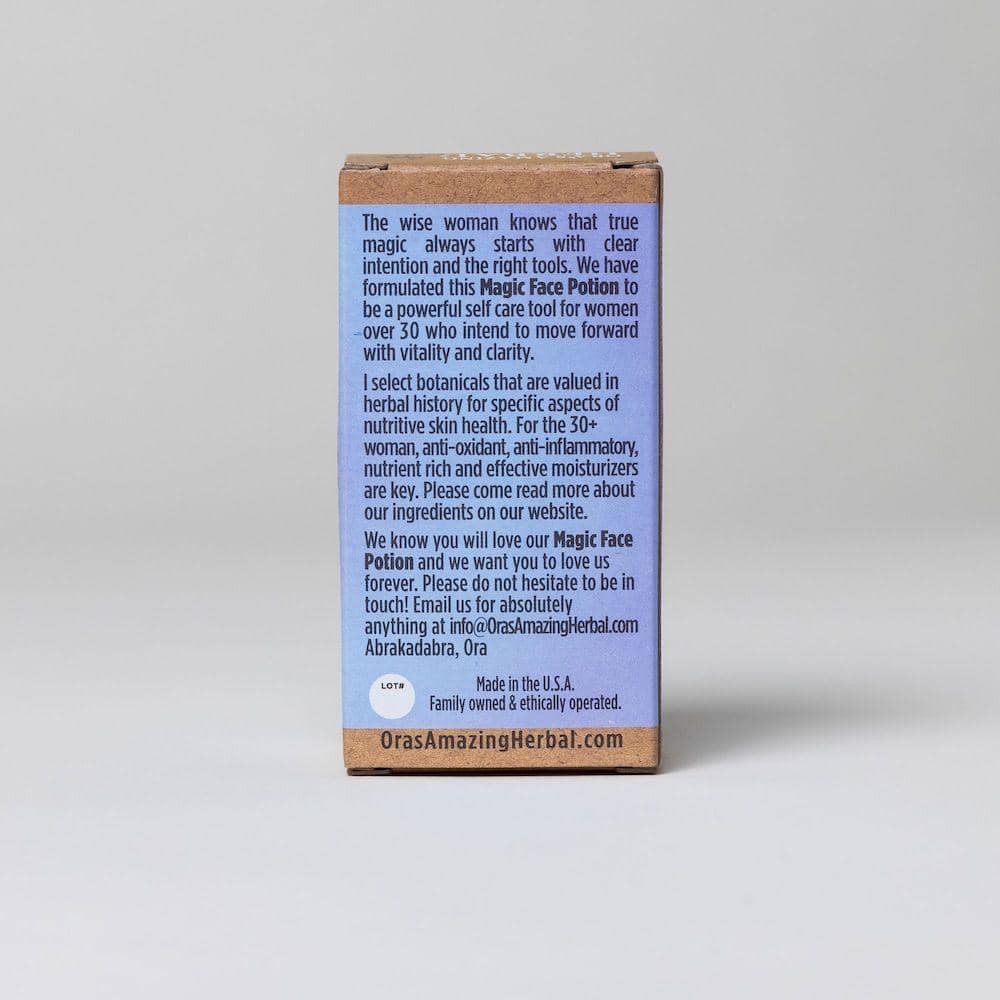 The wise woman knows that true
magic always starts with clear
intention and the right tools. We have
formulated this Magic Face Potion to
be a powerful self care tool for women
over 30 who intend to move forward
with vitality and clarity.
I select botanicals that are valued in
herbal history for specific aspects of
nutritive skin health. For the 30+
woman, anti-oxidant, anti-inflammatory,
nutrient rich and effective moisturizers
are key. Please come read more about
our ingredients on our website.
We know you will love our Magic Face
Potion and we want you to love us
forever. Please do not hesitate to be in
touch! Email us for absolutely
anything at info@OrasAmazingHerbal.com
Abrakadabra, Ora
LOT#
Made in the U.S.A.
Family owned & ethically operated.
OrasAmazingHerbal.com